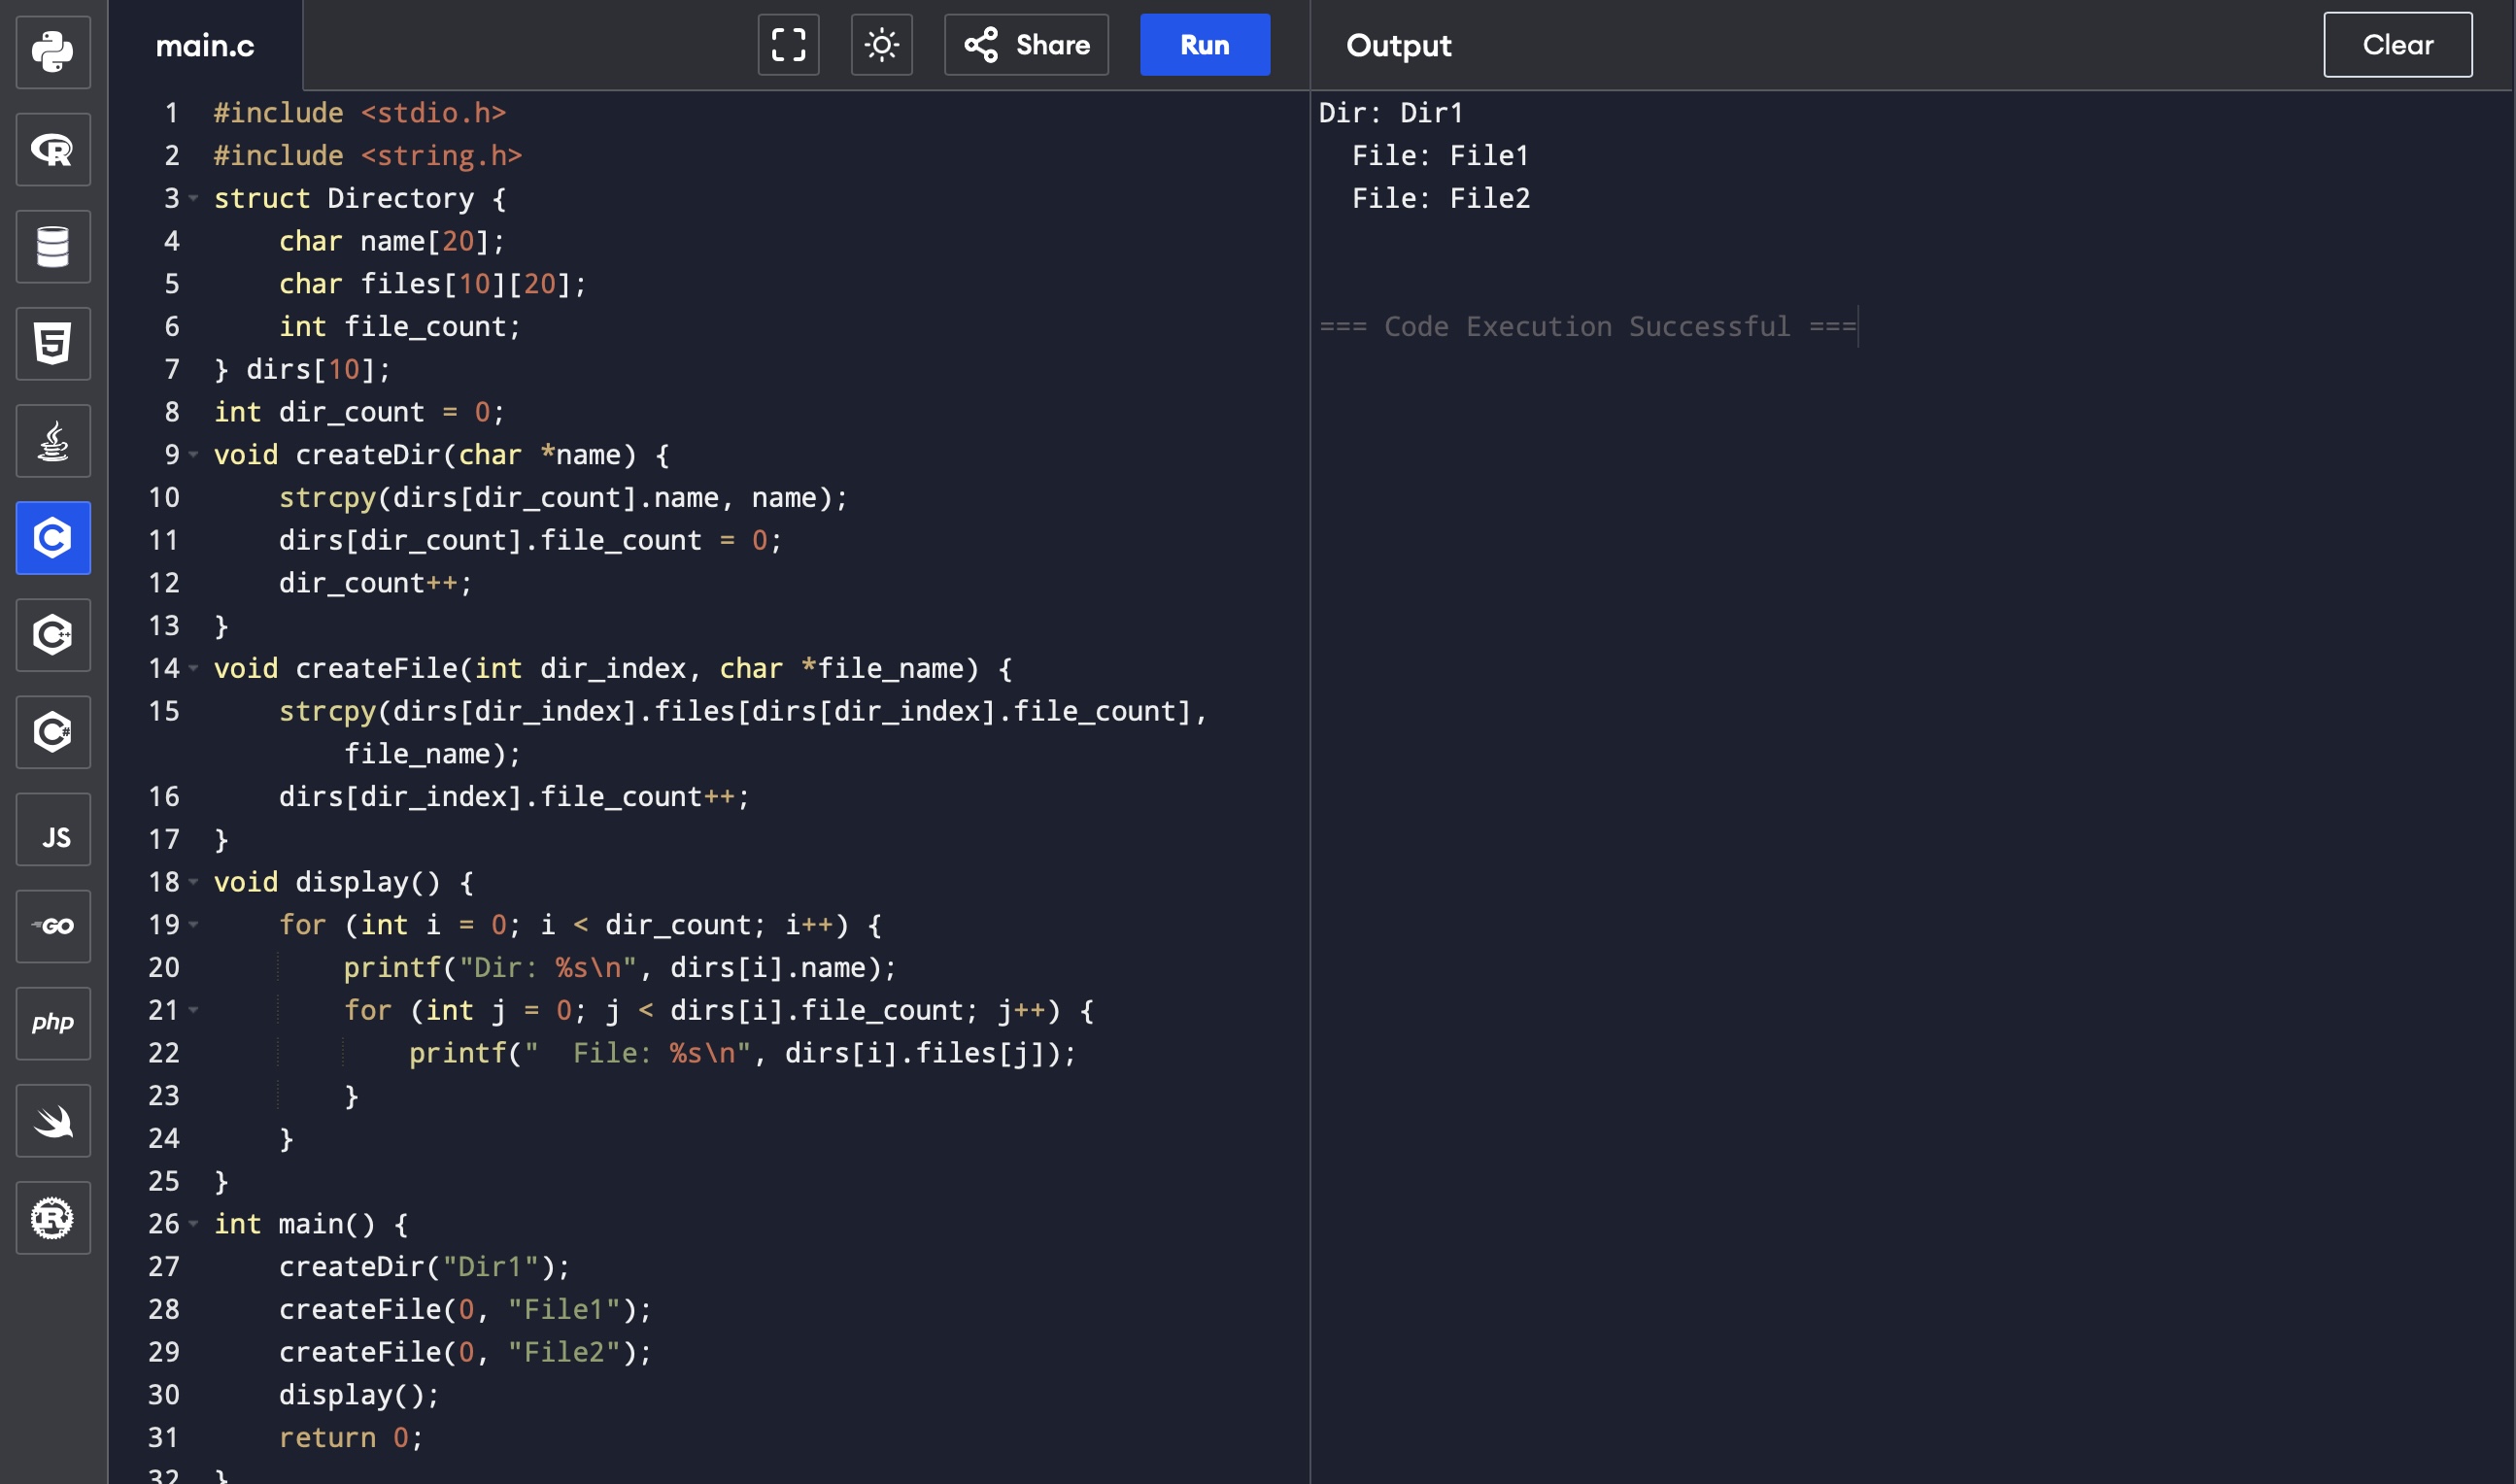 main.c
Share
Run
Output
Clear
1 #include <stdio.h>
2 #include <string.h>
3 struct Directory {
4     char name[20];
5     char files[10][20];
6     int file_count;
7 } dirs[10];
8 int dir_count = 0;
9 void createDir(char *name) {
10     strcpy(dirs[dir_count].name, name);
11     dirs[dir_count].file_count = 0;
12     dir_count++;
13 }
14 void createFile(int dir_index, char *file_name) {
15     strcpy(dirs[dir_index].files[dirs[dir_index].file_count],
        file_name);
16     dirs[dir_index].file_count++;
17 }
18 void display() {
19     for (int i = 0; i < dir_count; i++) {
20         printf("Dir: %s\n", dirs[i].name);
21         for (int j = 0; j < dirs[i].file_count; j++) {
22             printf("  File: %s\n", dirs[i].files[j]);
23         }
24     }
25 }
26 int main() {
27     createDir("Dir1");
28     createFile(0, "File1");
29     createFile(0, "File2");
30     display();
31     return 0;
32 }
Dir: Dir1
  File: File1
  File: File2
=== Code Execution Successful ===
R
5
C
C++
C#
JS
GO
php
R